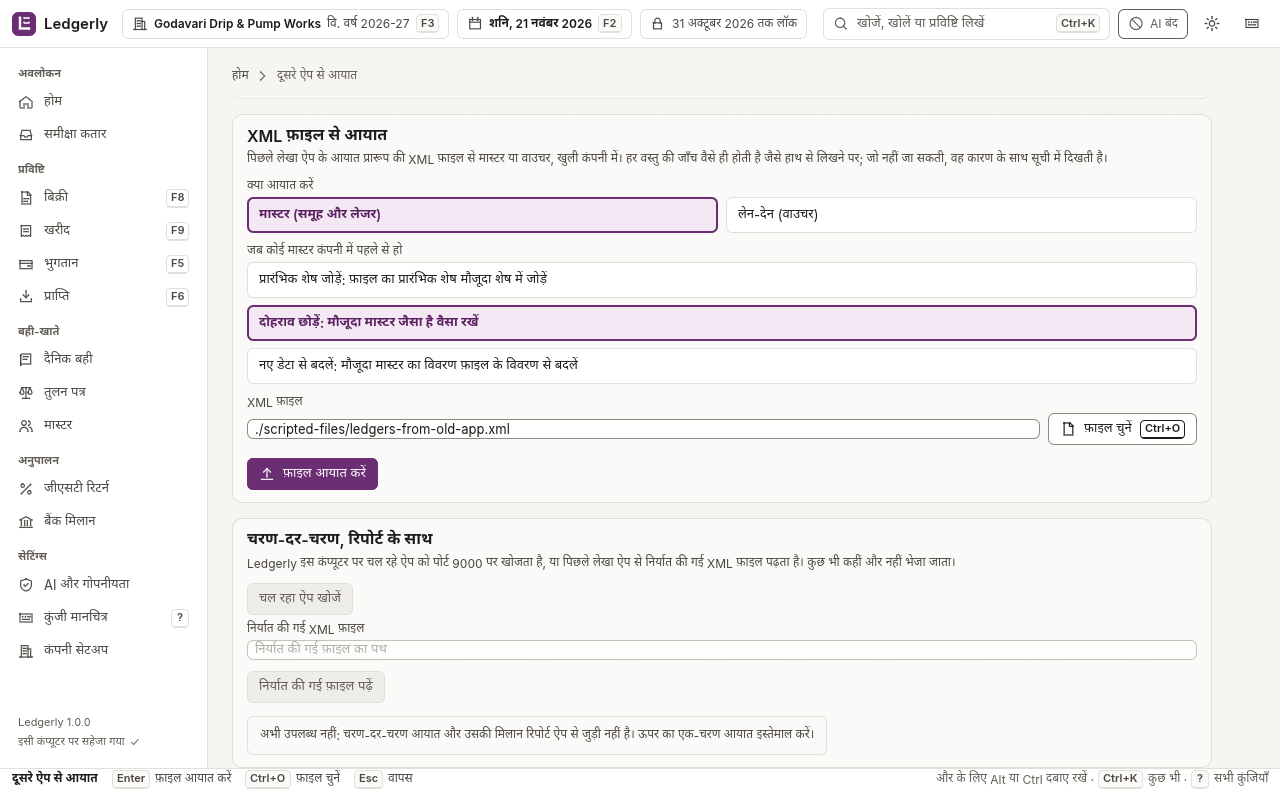 Ledgerly
Godavari Drip & Pump Works वि. वर्ष 2026-27 F3
शनि, 21 नवंबर 2026 F2
31 अक्टूबर 2026 तक लॉक
खोजें, खोलें या प्रविष्टि लिखें Ctrl+K
AI बंद
अवलोकन
होम
समीक्षा कतार
प्रविष्टि
बिक्री F8
खरीद F9
भुगतान F5
प्राप्ति F6
बही-खाते
दैनिक बही
तुलन पत्र
मास्टर
अनुपालन
जीएसटी रिटर्न
बैंक मिलान
सेटिंग्स
AI और गोपनीयता
कुंजी मानचित्र ?
कंपनी सेटअप
Ledgerly 1.0.0
इसी कंप्यूटर पर सहेजा गया
होम > दूसरे ऐप से आयात
XML फ़ाइल से आयात
पिछले लेखा ऐप के आयात प्रारूप की XML फ़ाइल से मास्टर या वाउचर, खुली कंपनी में। हर वस्तु की जाँच वैसे ही होती है जैसे हाथ से लिखने पर; जो नहीं जा सकती, वह कारण के साथ सूची में दिखती है।
क्या आयात करें
मास्टर (समूह और लेजर)
लेन-देन (वाउचर)
जब कोई मास्टर कंपनी में पहले से हो
प्रारंभिक शेष जोड़ें: फ़ाइल का प्रारंभिक शेष मौजूदा शेष में जोड़ें
दोहराव छोड़ें: मौजूदा मास्टर जैसा है वैसा रखें
नए डेटा से बदलें: मौजूदा मास्टर का विवरण फ़ाइल के विवरण से बदलें
XML फ़ाइल
./scripted-files/ledgers-from-old-app.xml
फ़ाइल चुनें Ctrl+O
फ़ाइल आयात करें
चरण-दर-चरण, रिपोर्ट के साथ
Ledgerly इस कंप्यूटर पर चल रहे ऐप को पोर्ट 9000 पर खोजता है, या पिछले लेखा ऐप से निर्यात की गई XML फ़ाइल पढ़ता है। कुछ भी कहीं और नहीं भेजा जाता।
चल रहा ऐप खोजें
निर्यात की गई XML फ़ाइल
निर्यात की गई फ़ाइल का पथ
निर्यात की गई फ़ाइल पढ़ें
अभी उपलब्ध नहीं: चरण-दर-चरण आयात और उसकी मिलान रिपोर्ट ऐप से जुड़ी नहीं है। ऊपर का एक-चरण आयात इस्तेमाल करें।
दूसरे ऐप से आयात Enter फ़ाइल आयात करें Ctrl+O फ़ाइल चुनें Esc वापस
और के लिए Alt या Ctrl दबाए रखें · Ctrl+K कुछ भी · ? सभी कुंजियाँ